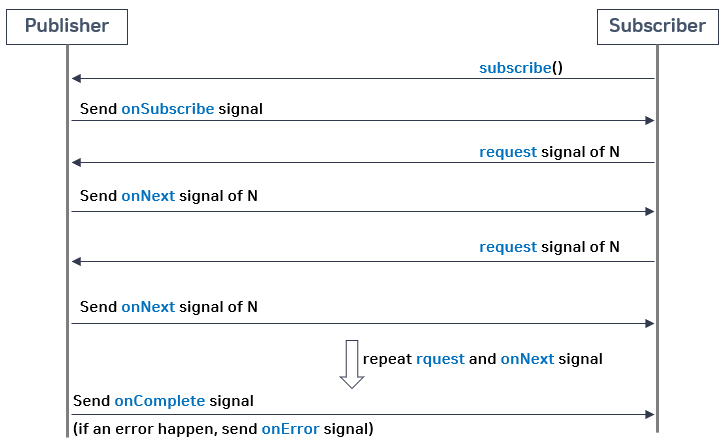 Publisher
Subscriber
subscribe()
Send onSubscribe signal
request signal of N
Send onNext signal of N
request signal of N
Send onNext signal of N
repeat rquest and onNext signal
Send onComplete signal
(if an error happen, send onError signal)